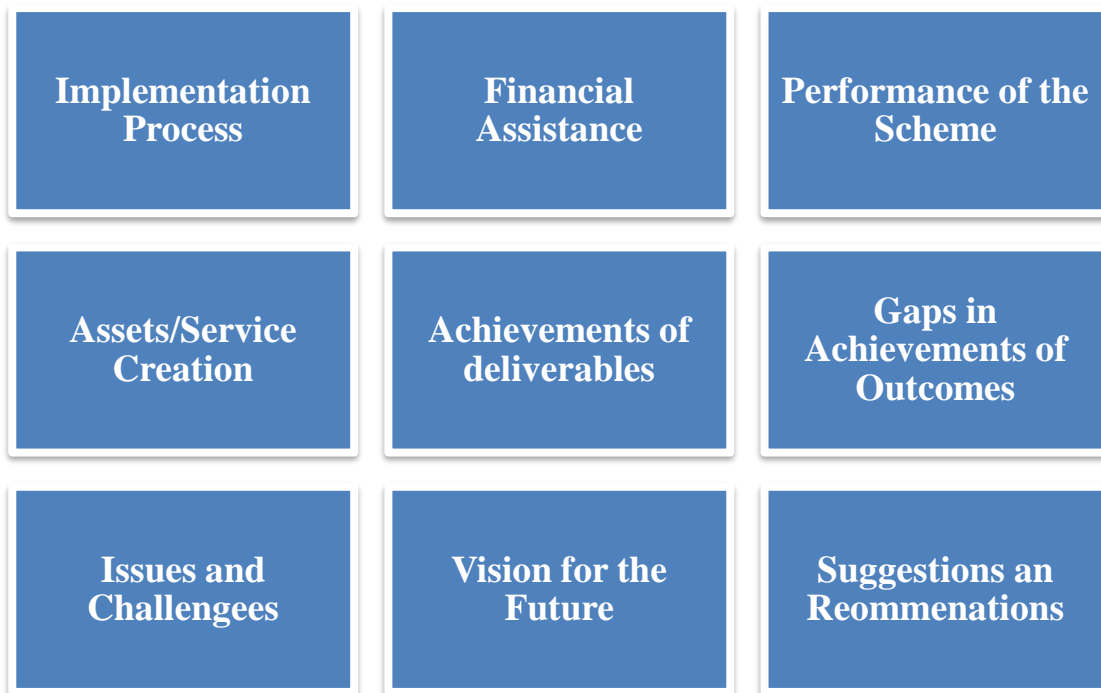 Implementation
Process
Financial
Assistance
Performance of the
Scheme
Assets/Service
Creation
Achievements of
deliverables
Gaps in
Achievements of
Outcomes
Issues and
Challengees
Vision for the
Future
Suggestions an
Reommenations